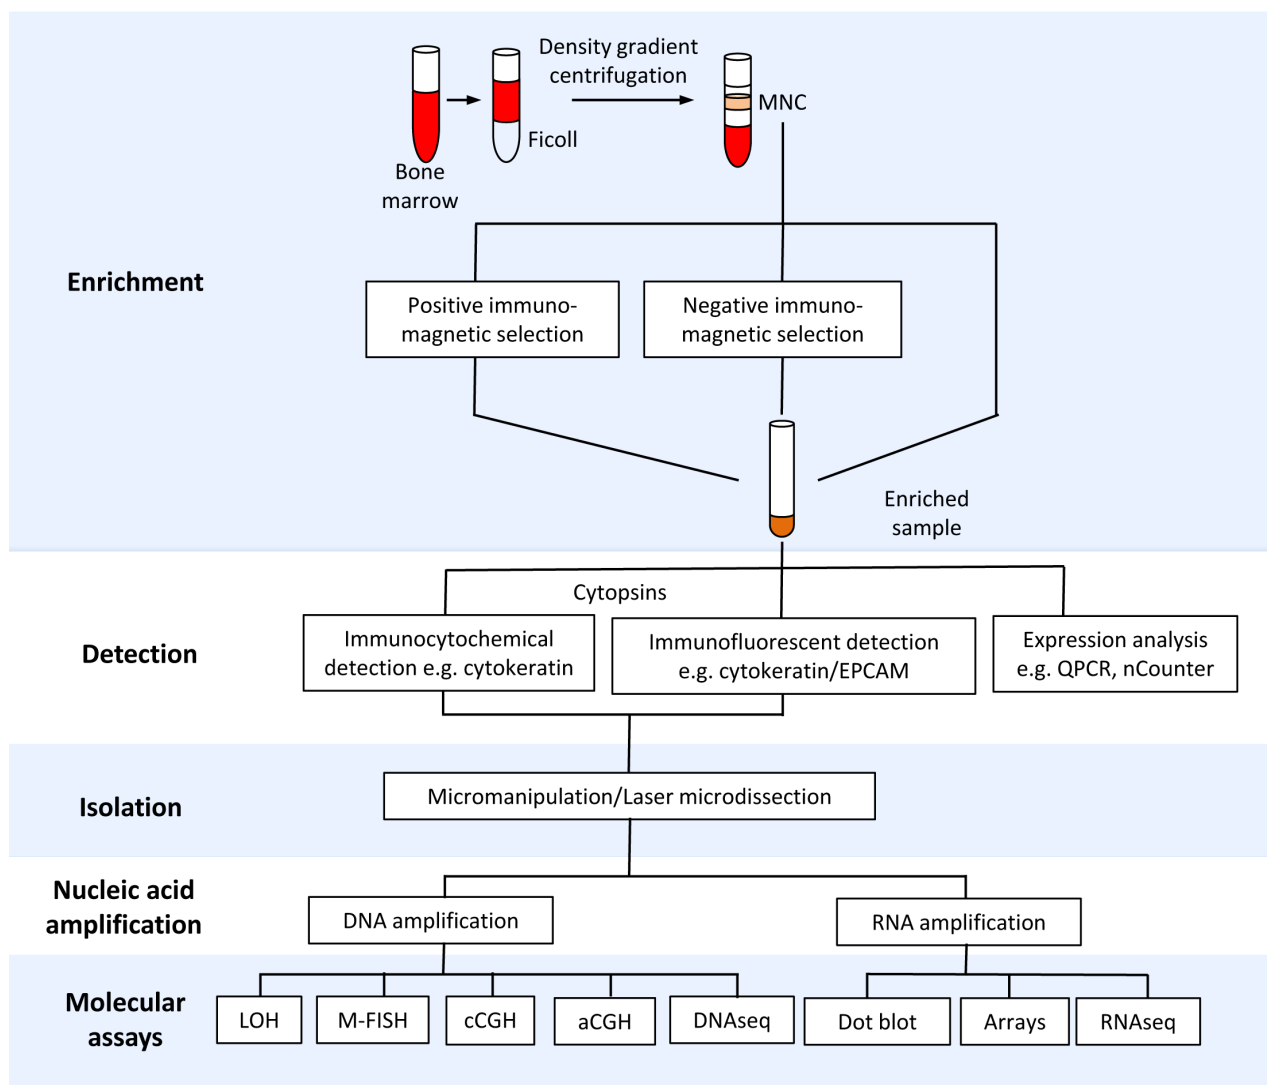 Density gradient
centrifugation
MNC
Ficoll
Bone
marrow
Enrichment
Positive immuno-
magnetic selection
Negative immuno-
magnetic selection
Enriched
sample
Cytopsins
Detection
Immunocytochemical
detection e.g. cytokeratin
Immunofluorescent detection
e.g. cytokeratin/EPCAM
Expression analysis
e.g. QPCR, nCounter
Isolation
Micromanipulation/Laser microdissection
Nucleic acid
amplification
DNA amplification
RNA amplification
Molecular
assays
LOH
M-FISH
cCGH
aCGH
DNAseq
Dot blot
Arrays
RNAseq